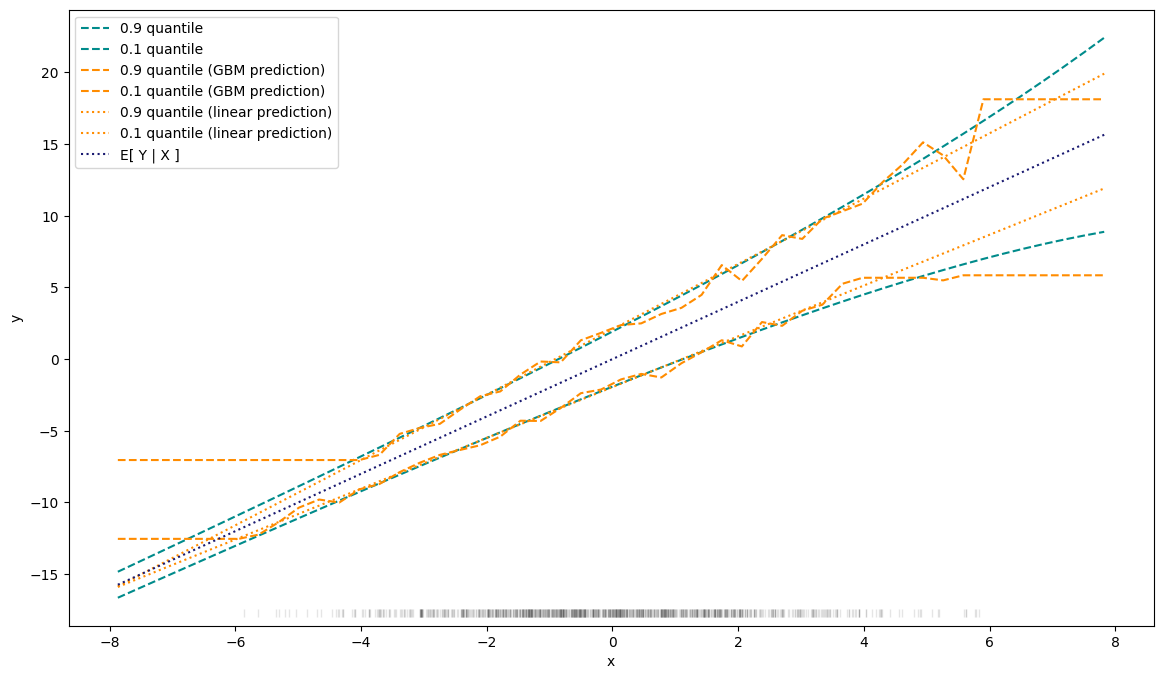 0.9 quantile
0.1 quantile
0.9 quantile (GBM prediction)
0.1 quantile (GBM prediction)
0.9 quantile (linear prediction)
0.1 quantile (linear prediction)
E[ Y | X ]
20
15
10
5
0
−5
−10
−15
y
−8 −6 −4 −2 0 2 4 6 8
x